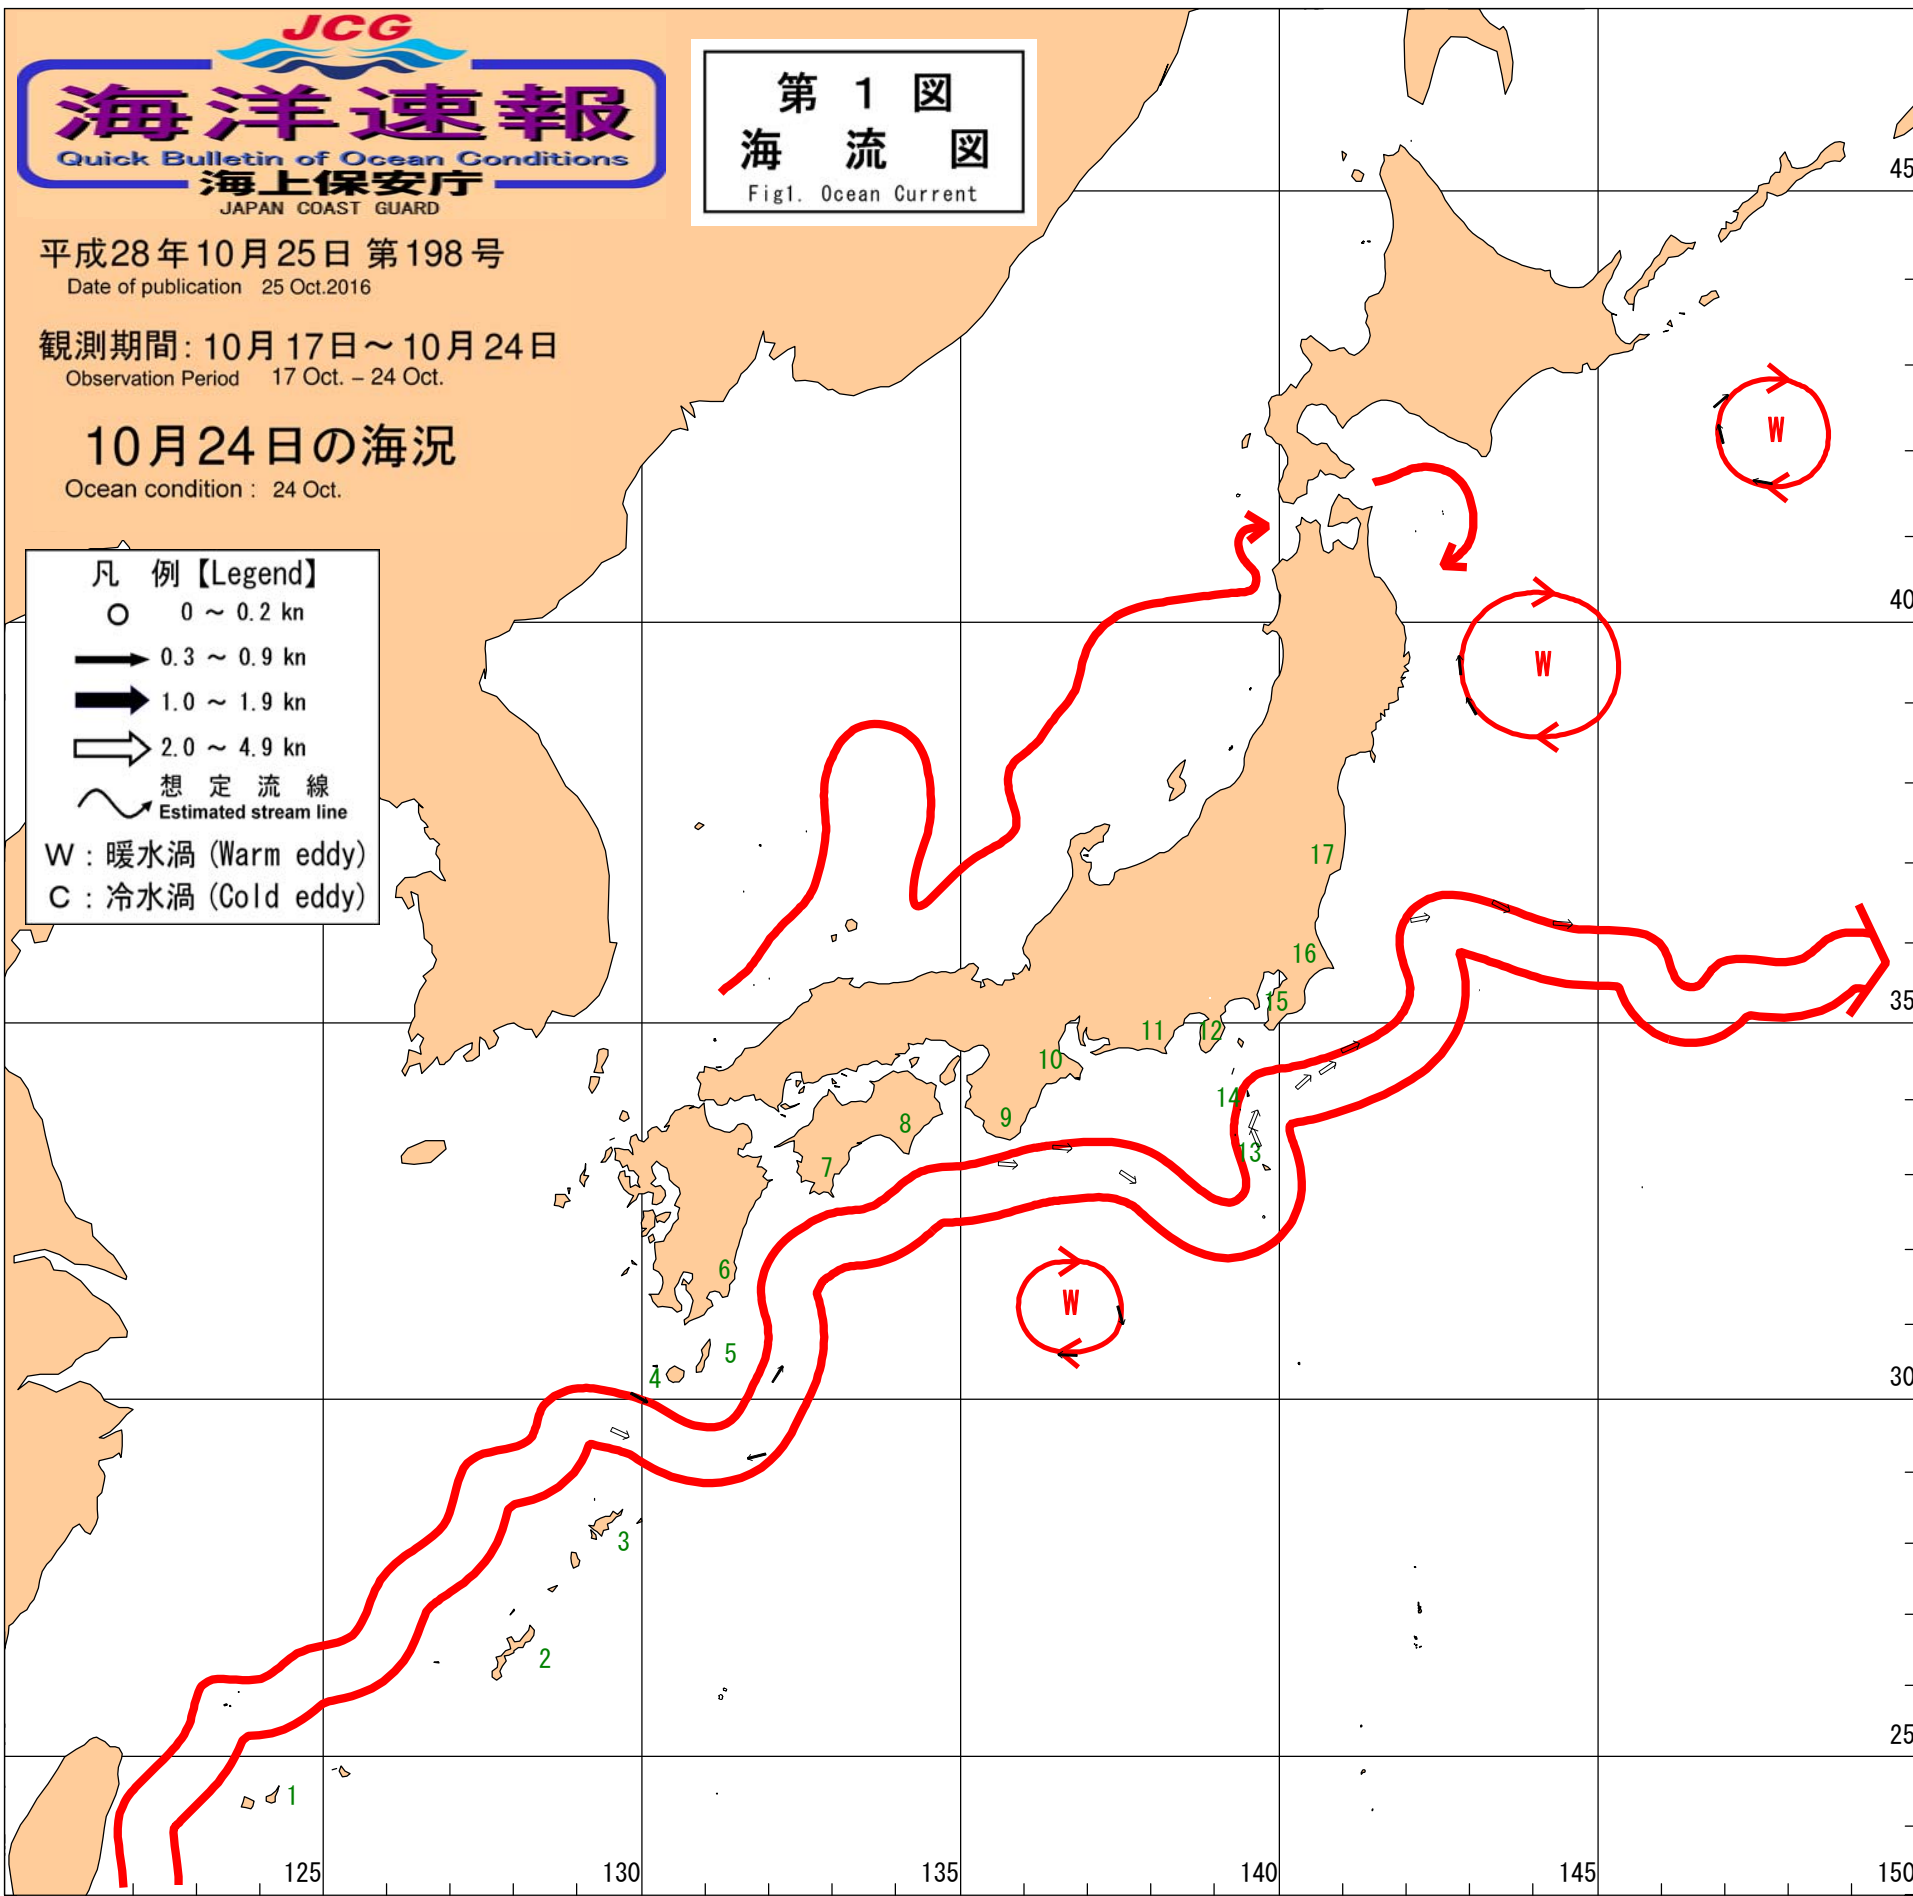 JCG
海洋速報
Quick Bulletin of Ocean Conditions
海上保安庁
JAPAN COAST GUARD
第 1 図
海 流 図
Fig1. Ocean Current
平成28年10月25日 第198号
Date of publication 25 Oct.2016
観測期間: 10月17日~10月24日
Observation Period 17 Oct. – 24 Oct.
10月24日の海況
Ocean condition : 24 Oct.
凡 例【Legend】
0 ~ 0.2 kn
0.3 ~ 0.9 kn
1.0 ~ 1.9 kn
2.0 ~ 4.9 kn
想 定 流 線
Estimated stream line
W : 暖水渦 (Warm eddy)
C : 冷水渦 (Cold eddy)
45
W
40
W
17
16
15
35
11
12
10
14
9
8
13
7
6
W
5
4
30
3
2
25
1
125
130
135
140
145
150